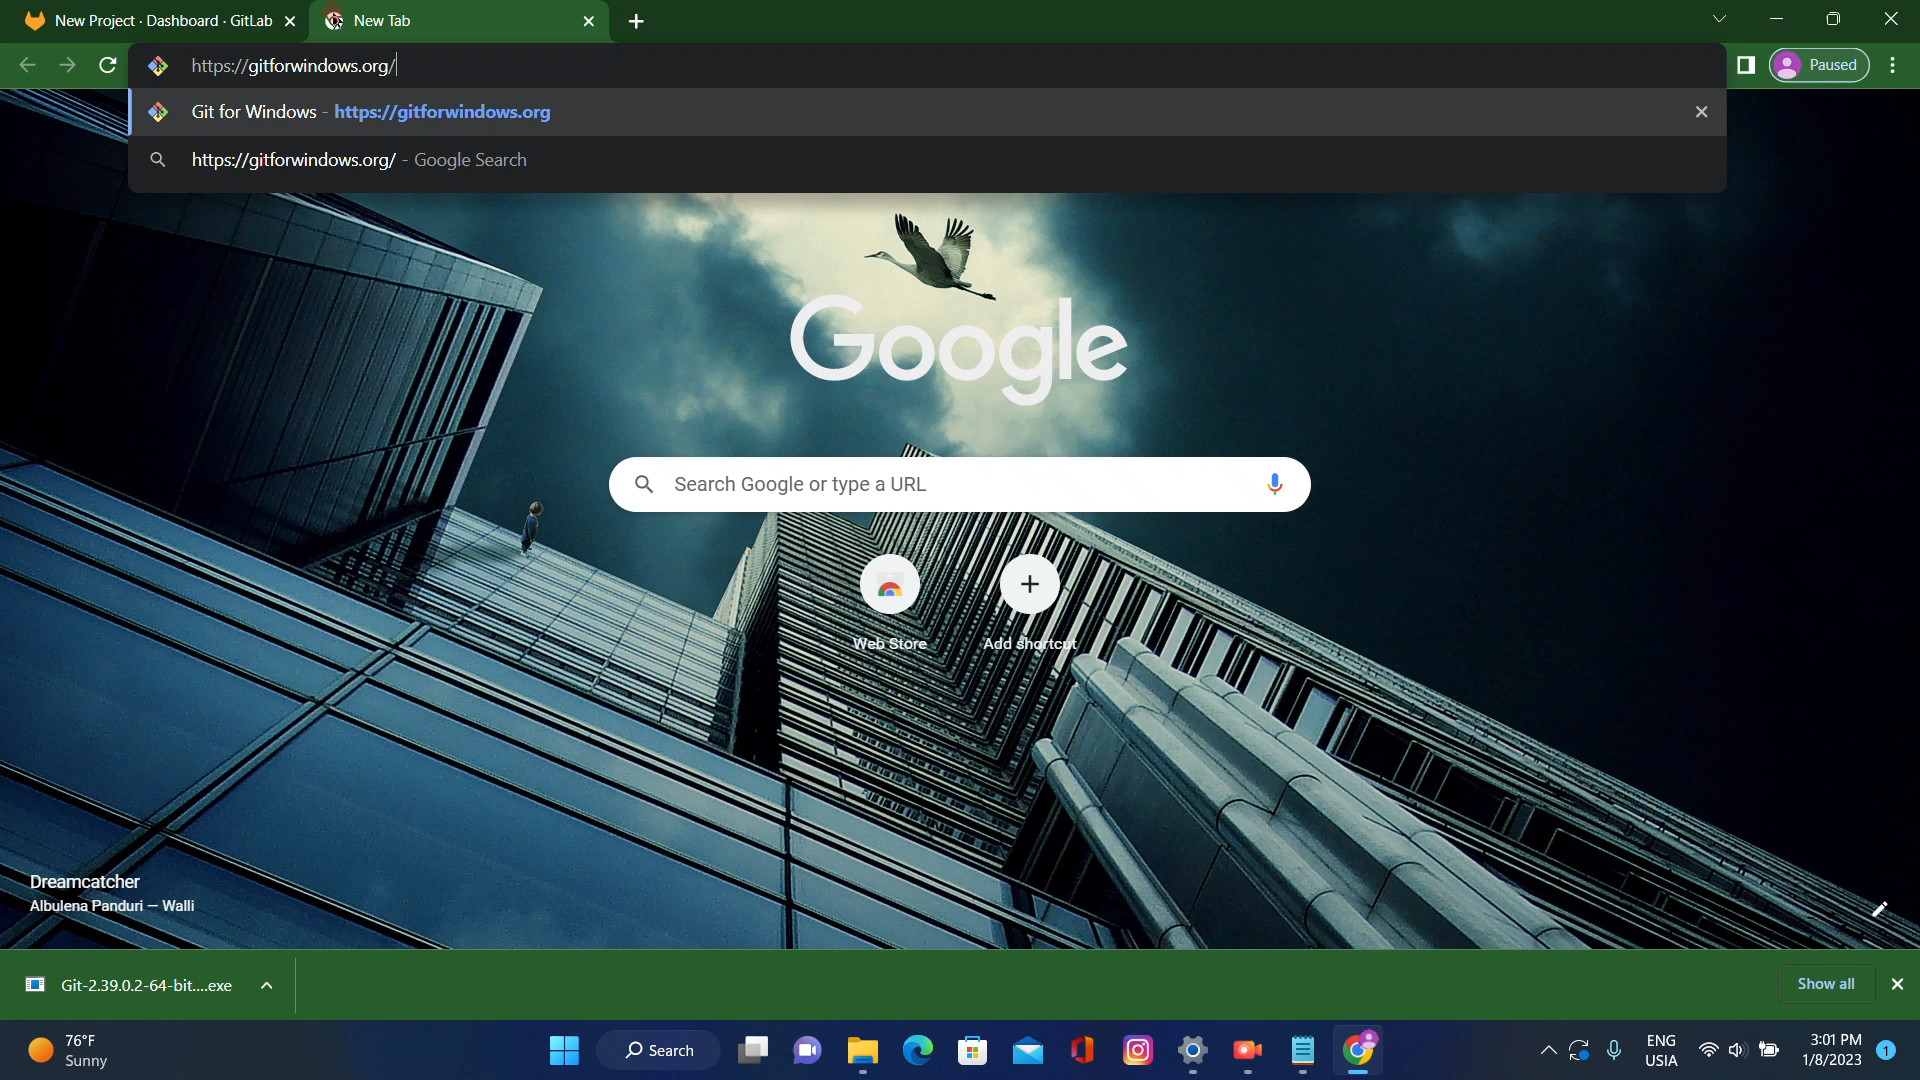 New Project · Dashboard · GitLab
New Tab
https://gitforwindows.org/
Paused
Git for Windows - https://gitforwindows.org
https://gitforwindows.org/ - Google Search
Google
Search Google or type a URL
Web Store
Add shortcut
Dreamcatcher
Albulena Panduri — Walli
Git-2.39.0.2-64-bit....exe
Show all
76°F
Sunny
Search
ENG
USIA
3:01 PM
1/8/2023
1